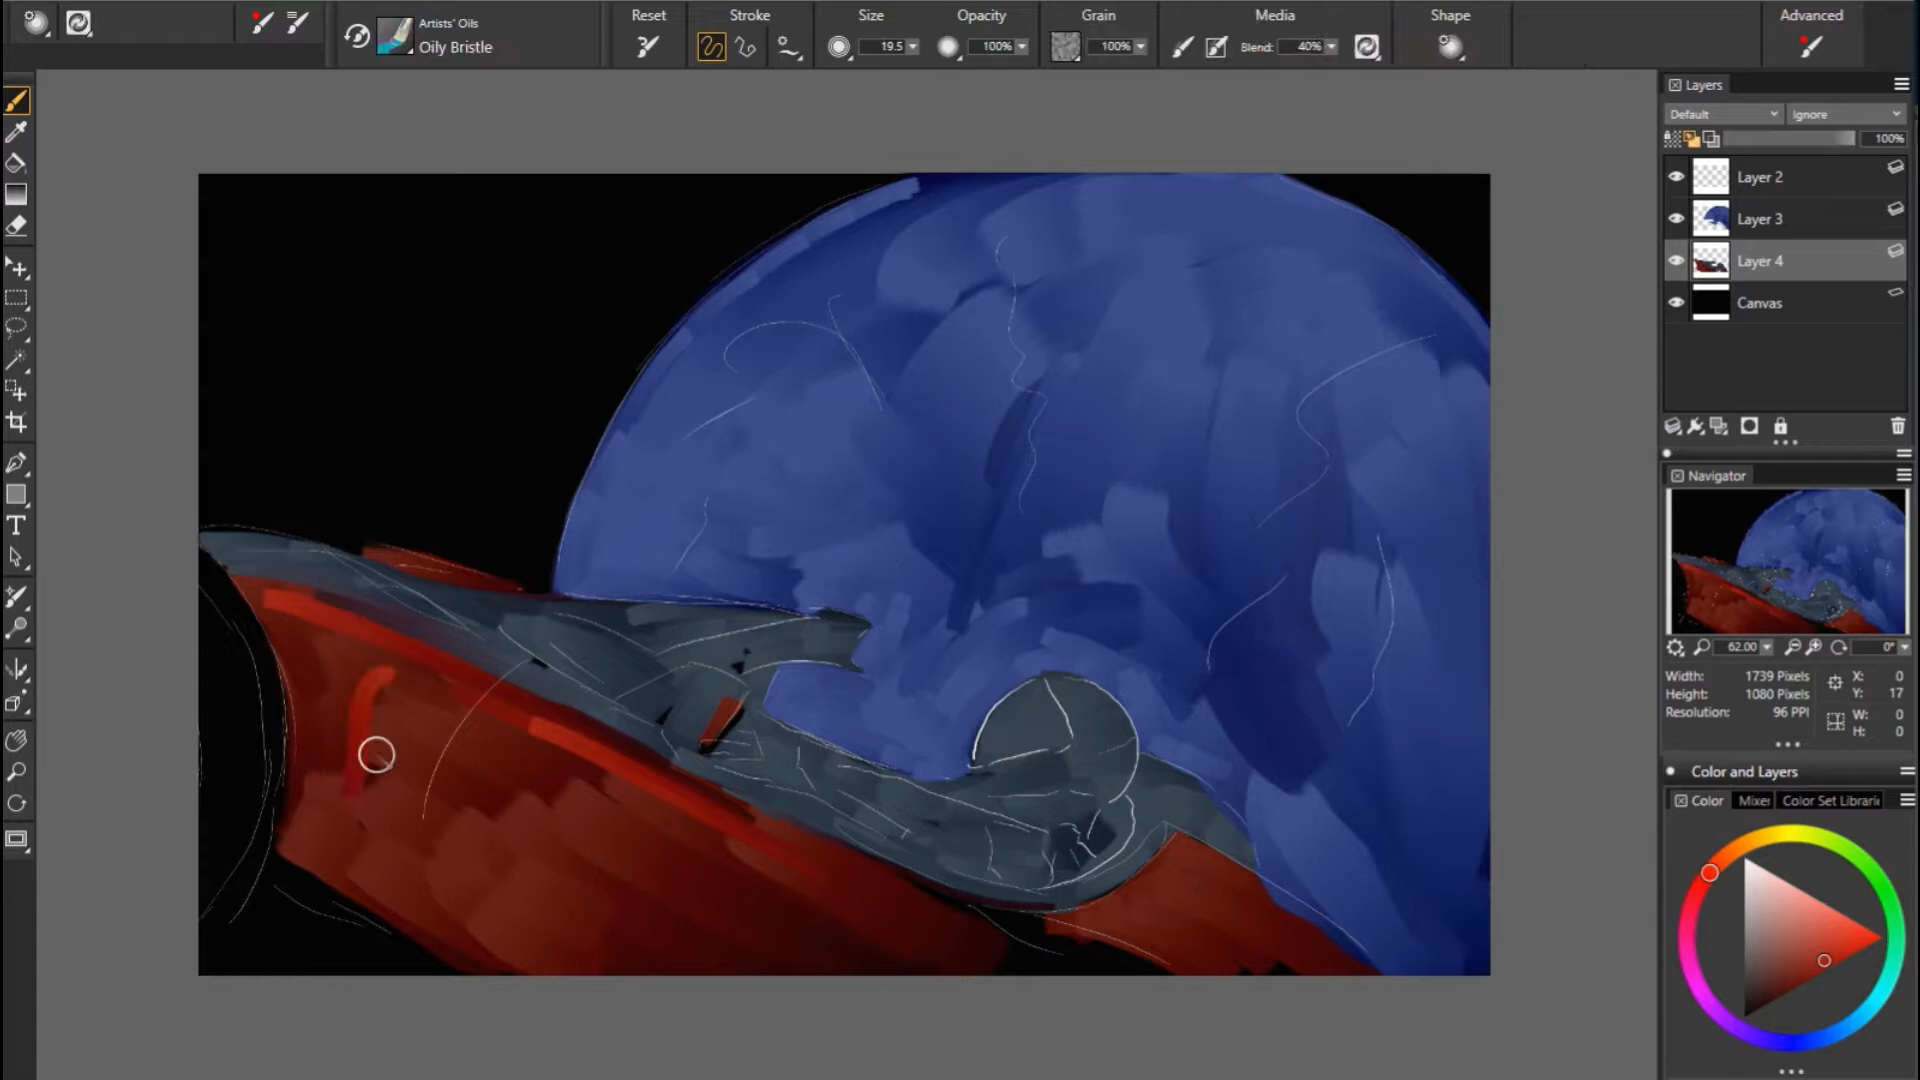 Artists' Oils
Oily Bristle
Reset
Stroke
Size
19.5
Opacity
100%
Grain
100%
Media
Blend: 40%
Shape
Advanced
Layers
Default
Ignore
100%
Layer 2
Layer 3
Layer 4
Canvas
Navigator
62.00
0°
Width: 1739 Pixels
Height: 1080 Pixels
Resolution: 96 PPI
X: 0
Y: 17
W: 0
H: 0
Color and Layers
Color
Mixer
Color Set Librarie
T